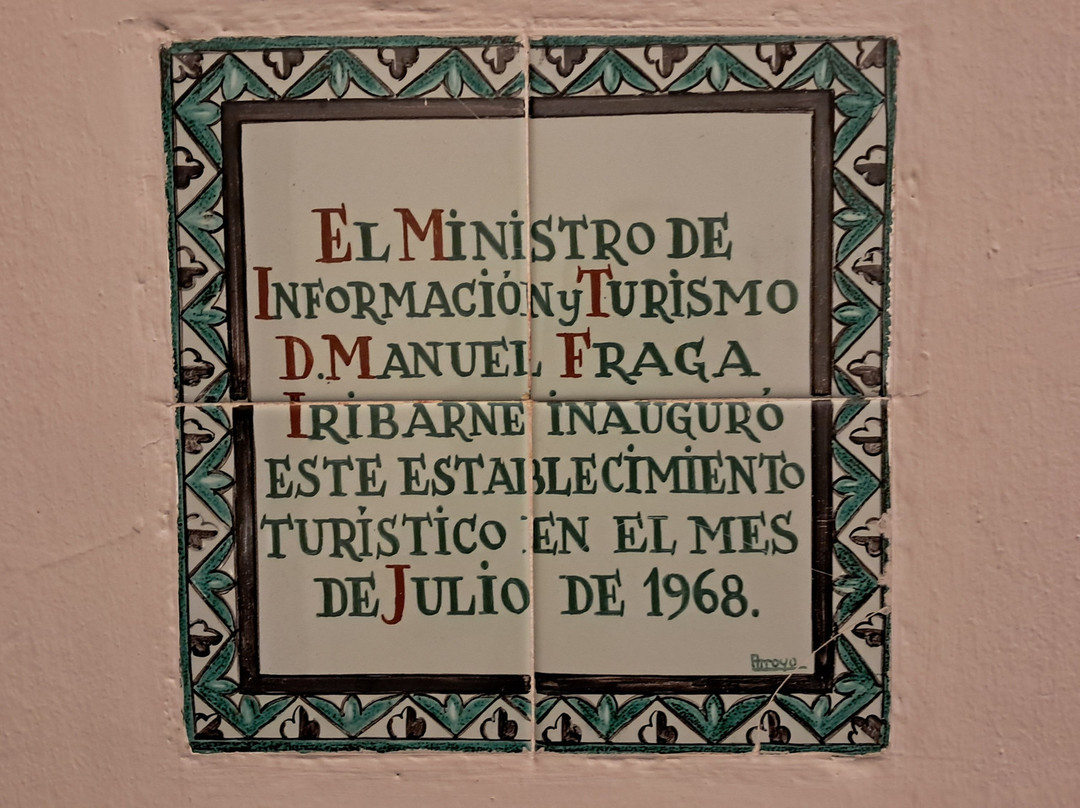 EL MINISTRO DE
INFORMACIÓN y TURISMO
D. MANUEL FRAGA
IRIBARNE INAUGURÓ
ESTE ESTABLECIMIENTO
TURÍSTICO EN EL MES
DE JULIO DE 1968.
Arroyo